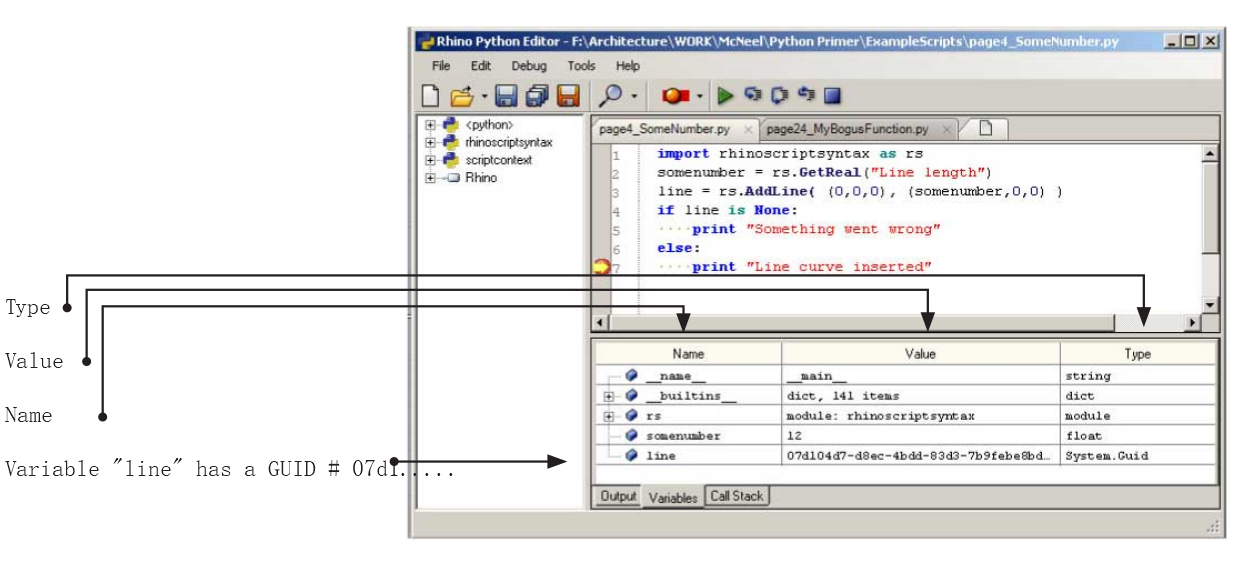 Rhino Python Editor - F:\Architecture\WORK\McNeel\Python Primer\ExampleScripts\page4_SomeNumber.py
File Edit Debug Tools Help
<python>
rhinoscriptsyntax
scriptcontext
Rhino
page4_SomeNumber.py page24_MyBogusFunction.py
1 import rhinoscriptsyntax as rs
2 somenumber = rs.GetReal("Line length")
3 line = rs.AddLine( (0,0,0), (somenumber,0,0) )
4 if line is None:
5 ····print "Something went wrong"
6 else:
7 ····print "Line curve inserted"
Type
Value
Name
Variable "line" has a GUID # 07d1.....
Name Value Type
__name__ __main__ string
__builtins__ dict, 141 items dict
rs module: rhinoscriptsyntax module
somenumber 12 float
line 07d104d7-d8ec-4bdd-83d3-7b9febe8bd... System.Guid
Output Variables Call Stack